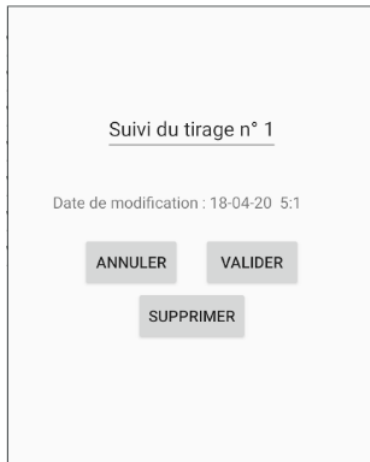 Suivi du tirage n° 1
Date de modification : 18-04-20 5:1
ANNULER VALIDER
SUPPRIMER